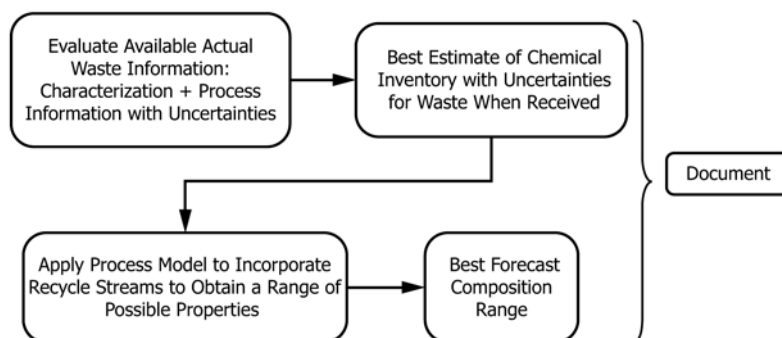 Evaluate Available Actual
Waste Information:
Characterization + Process
Information with Uncertainties
Best Estimate of Chemical
Inventory with Uncertainties
for Waste When Received
Document
Apply Process Model to Incorporate
Recycle Streams to Obtain a Range of
Possible Properties
Best Forecast
Composition
Range